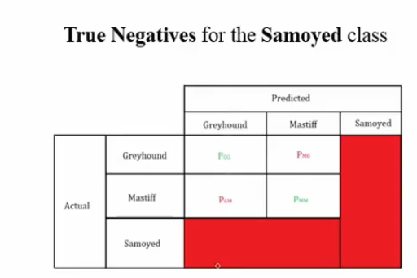 True Negatives for the Samoyed class
Predicted
Greyhound Mastiff Samoyed
Greyhound
Actual
Mastiff
Samoyed